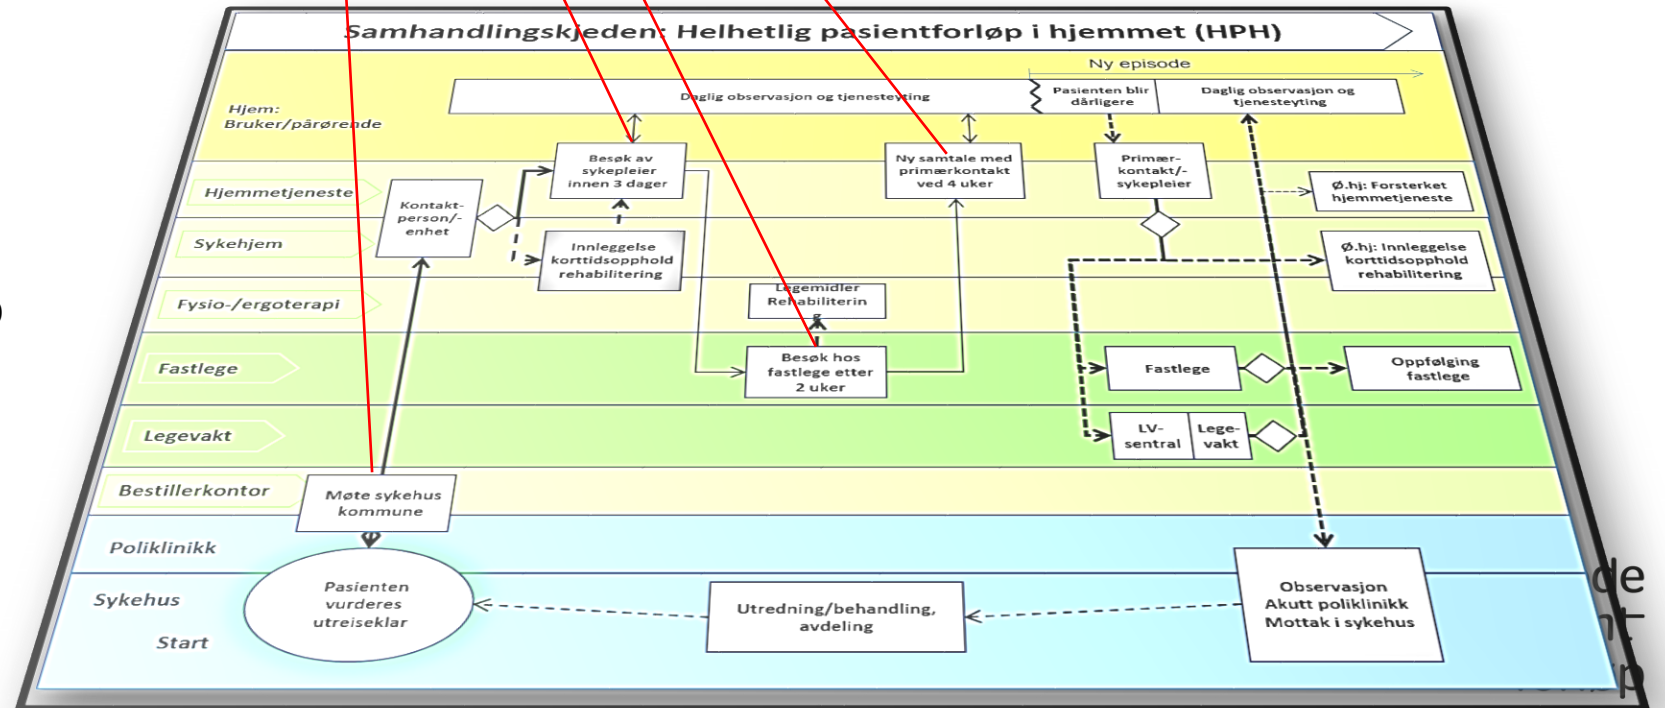 Samhandlingskjeden: Helhetlig pasientforløp i hjemmet (HPH)
Ny episode
Hjem:
Bruker/pårørende
Daglig observasjon og tjenesteyting
Pasienten blir
dårligere
Daglig observasjon og
tjenesteyting
Hjemmetjeneste
Kontakt-
person/-
enhet
Besøk av
sykepleier
innen 3 dager
Ny samtale med
primærkontakt
ved 4 uker
Primær-
kontakt/-
sykepleier
Ø.hj: Forsterket
hjemmetjeneste
Sykehjem
Innleggelse
korttidsopphold
rehabilitering
Ø.hj: Innleggelse
korttidsopphold
rehabilitering
Fysio-/ergoterapi
Legemidler
Rehabiliterin
g
Fastlege
Besøk hos
fastlege etter
2 uker
Fastlege
Oppfølging
fastlege
Legevakt
LV-
sentral
Lege-
vakt
Bestillerkontor
Møte sykehus
kommune
Poliklinikk
Sykehus
Start
Pasienten
vurderes
utreiseklar
Utredning/behandling,
avdeling
Observasjon
Akutt poliklinikk
Mottak i sykehus
de